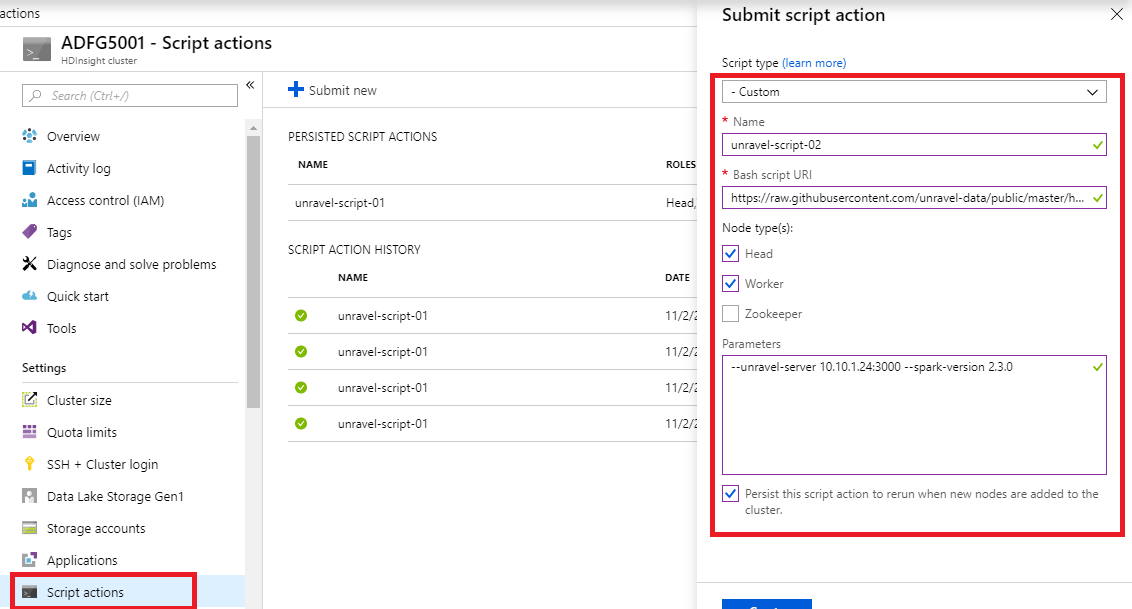 actions
ADFG5001 - Script actions
HDInsight cluster
Search (Ctrl+/)
«
Overview
Activity log
Access control (IAM)
Tags
Diagnose and solve problems
Quick start
Tools
Settings
Cluster size
Quota limits
SSH + Cluster login
Data Lake Storage Gen1
Storage accounts
Applications
Script actions
Submit new
PERSISTED SCRIPT ACTIONS
NAME ROLES
unravel-script-01 Head,
SCRIPT ACTION HISTORY
NAME DATE
unravel-script-01 11/2/2
unravel-script-01 11/2/2
unravel-script-01 11/2/2
unravel-script-01 11/2/2
Submit script action
Script type (learn more)
- Custom
* Name
unravel-script-02
* Bash script URI
https://raw.githubusercontent.com/unravel-data/public/master/h...
Node type(s):
Head
Worker
Zookeeper
Parameters
--unravel-server 10.10.1.24:3000 --spark-version 2.3.0
Persist this script action to rerun when new nodes are added to the
cluster.